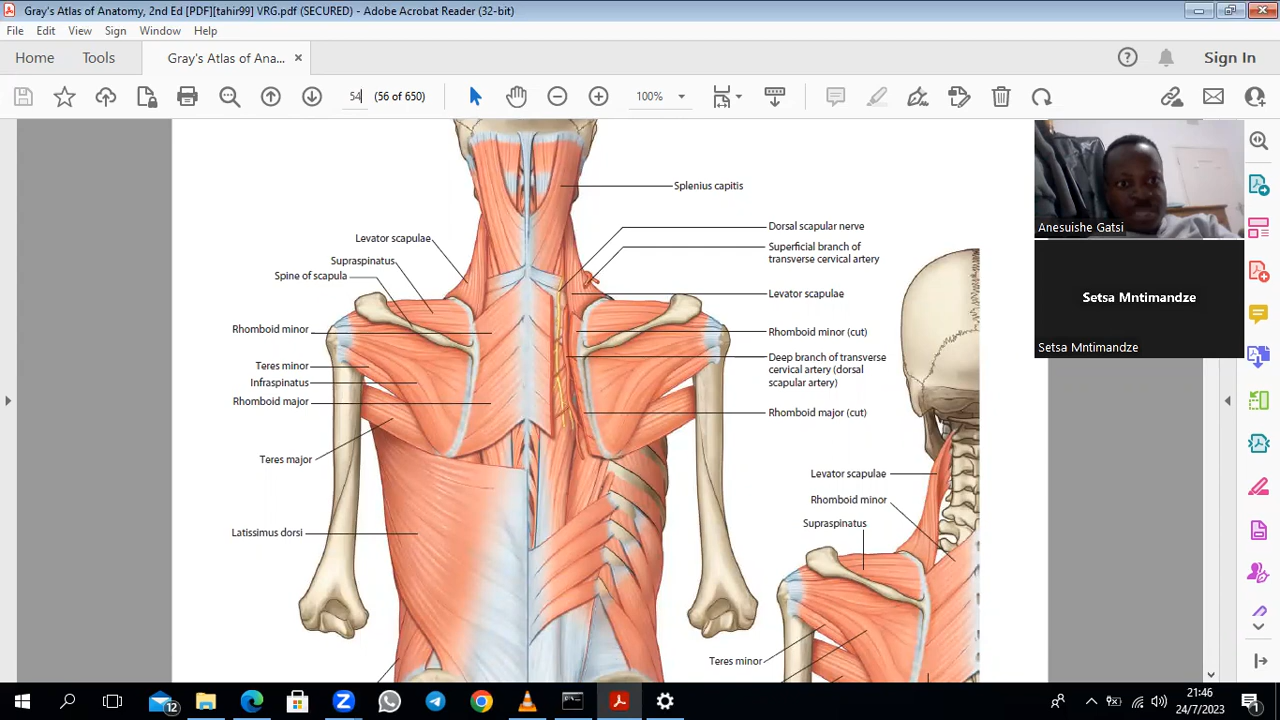 Gray's Atlas of Anatomy, 2nd Ed [PDF][tahir99] VRG.pdf (SECURED) - Adobe Acrobat Reader (32-bit)
File Edit View Sign Window Help
Home Tools Gray's Atlas of Ana... Sign In
54 (56 of 650) 100%
Splenius capitis
Dorsal scapular nerve
Superficial branch of
transverse cervical artery
Levator scapulae
Supraspinatus
Spine of scapula
Levator scapulae
Rhomboid minor
Rhomboid minor (cut)
Teres minor
Deep branch of transverse
cervical artery (dorsal
scapular artery)
Infraspinatus
Rhomboid major
Rhomboid major (cut)
Teres major
Latissimus dorsi
Levator scapulae
Rhomboid minor
Supraspinatus
Teres minor
Anesuishe Gatsi
Setsa Mntimandze
Setsa Mntimandze
12
21:46
24/7/2023
1